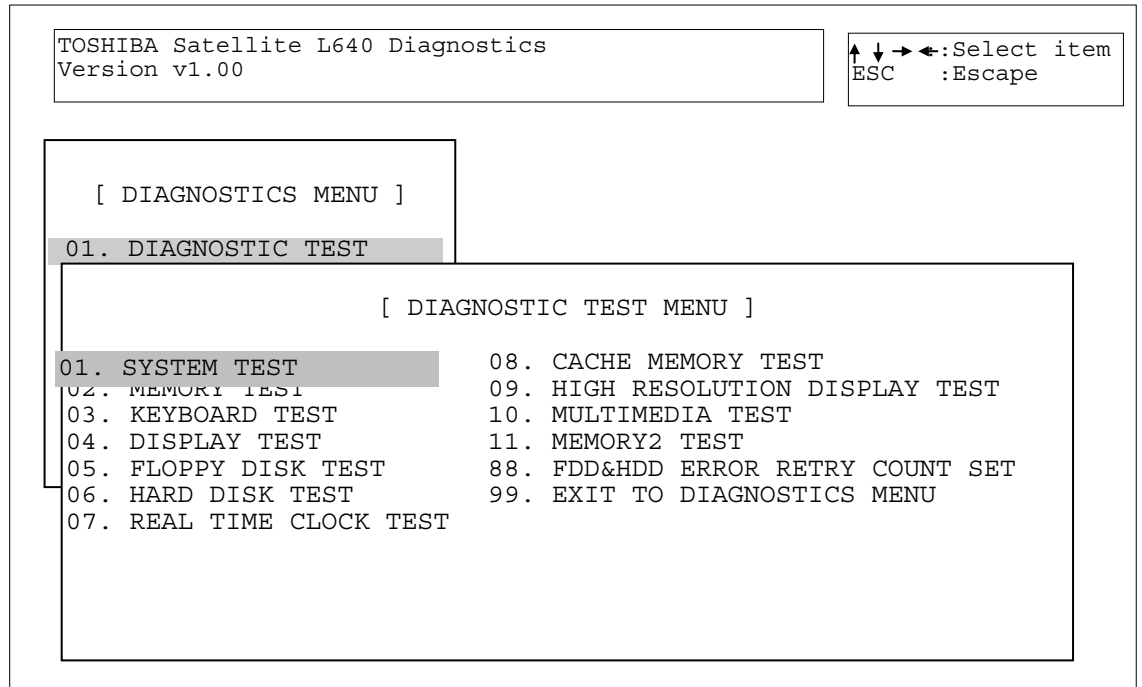 TOSHIBA Satellite L640 Diagnostics
Version v1.00
↑ ↓ → ←:Select item
ESC :Escape
[ DIAGNOSTICS MENU ]
01. DIAGNOSTIC TEST
[ DIAGNOSTIC TEST MENU ]
01. SYSTEM TEST
02. MEMORY TEST
03. KEYBOARD TEST
04. DISPLAY TEST
05. FLOPPY DISK TEST
06. HARD DISK TEST
07. REAL TIME CLOCK TEST
08. CACHE MEMORY TEST
09. HIGH RESOLUTION DISPLAY TEST
10. MULTIMEDIA TEST
11. MEMORY2 TEST
88. FDD&HDD ERROR RETRY COUNT SET
99. EXIT TO DIAGNOSTICS MENU